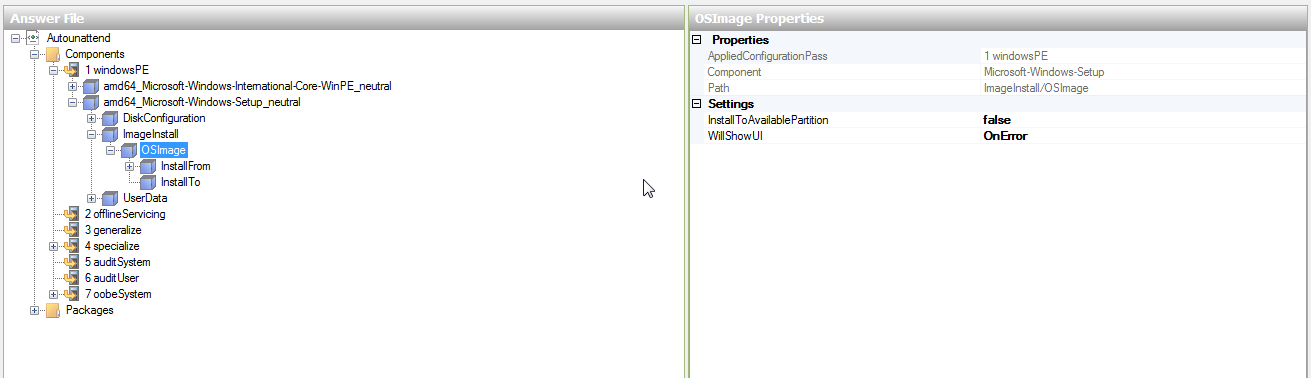 Answer File
Autounattend
Components
1 windowsPE
amd64_Microsoft-Windows-International-Core-WinPE_neutral
amd64_Microsoft-Windows-Setup_neutral
DiskConfiguration
ImageInstall
OSImage
InstallFrom
InstallTo
UserData
2 offlineServicing
3 generalize
4 specialize
5 auditSystem
6 auditUser
7 oobeSystem
Packages
OSImage Properties
Properties
AppliedConfigurationPass 1 windowsPE
Component Microsoft-Windows-Setup
Path ImageInstall/OSImage
Settings
InstallToAvailablePartition false
WillShowUI OnError